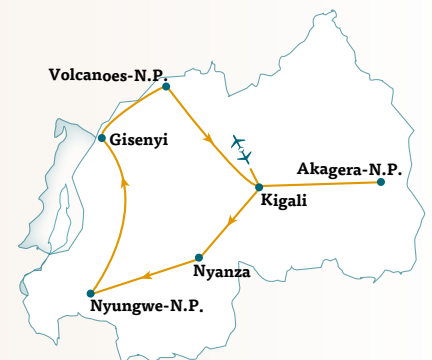 Volcanoes-N.P.
Gisenyi
Akagera-N.P.
Kigali
Nyanza
Nyungwe-N.P.